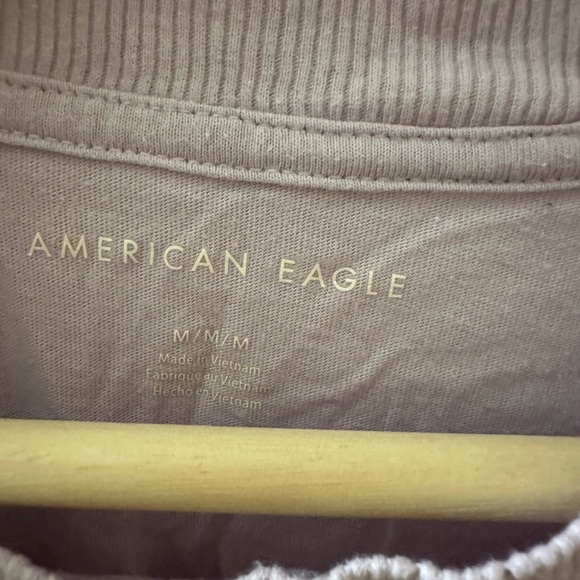 AMERICAN EAGLE
M/M/M
Made in Vietnam
Fabriqué au Vietnam
Hecho en Vietnam